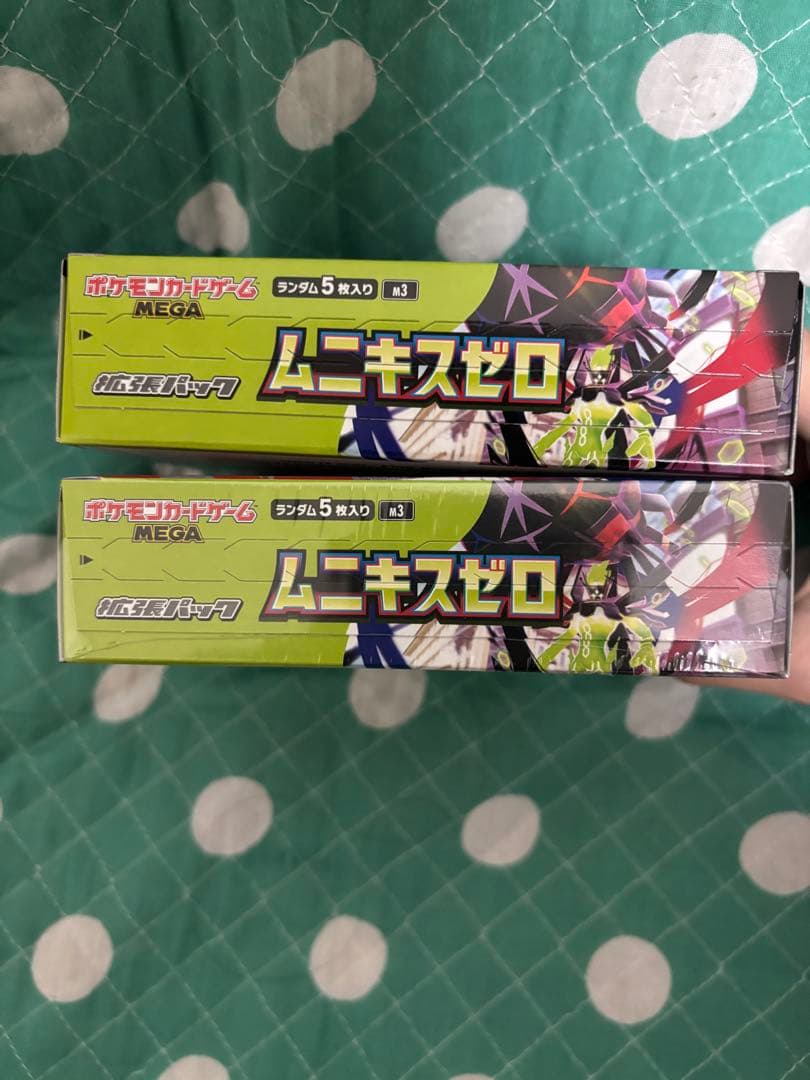 ポケモンカードゲーム
MEGA
ランダム5枚入り
M3
拡張パック
ムニキスゼロ
ポケモンカードゲーム
MEGA
ランダム5枚入り
M3
拡張パック
ムニキスゼロ